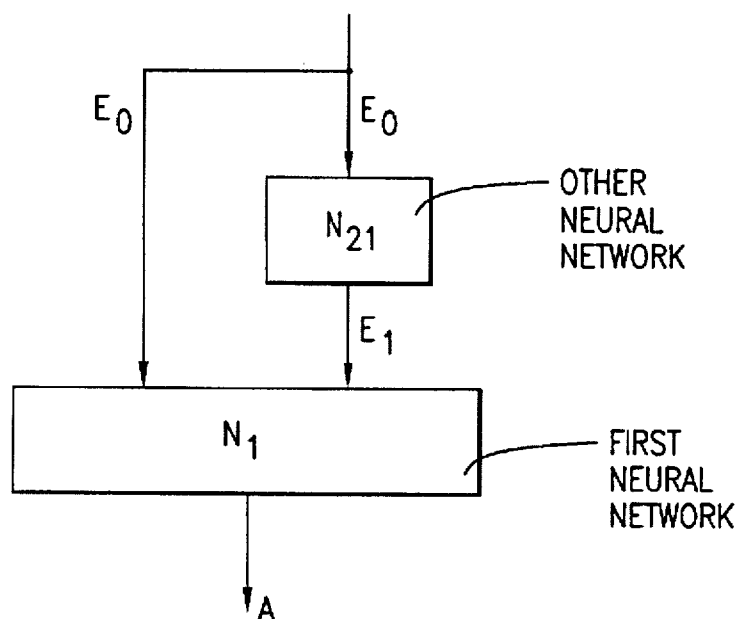 E0
E0
OTHER
NEURAL
NETWORK
N21
E1
N1
FIRST
NEURAL
NETWORK
A